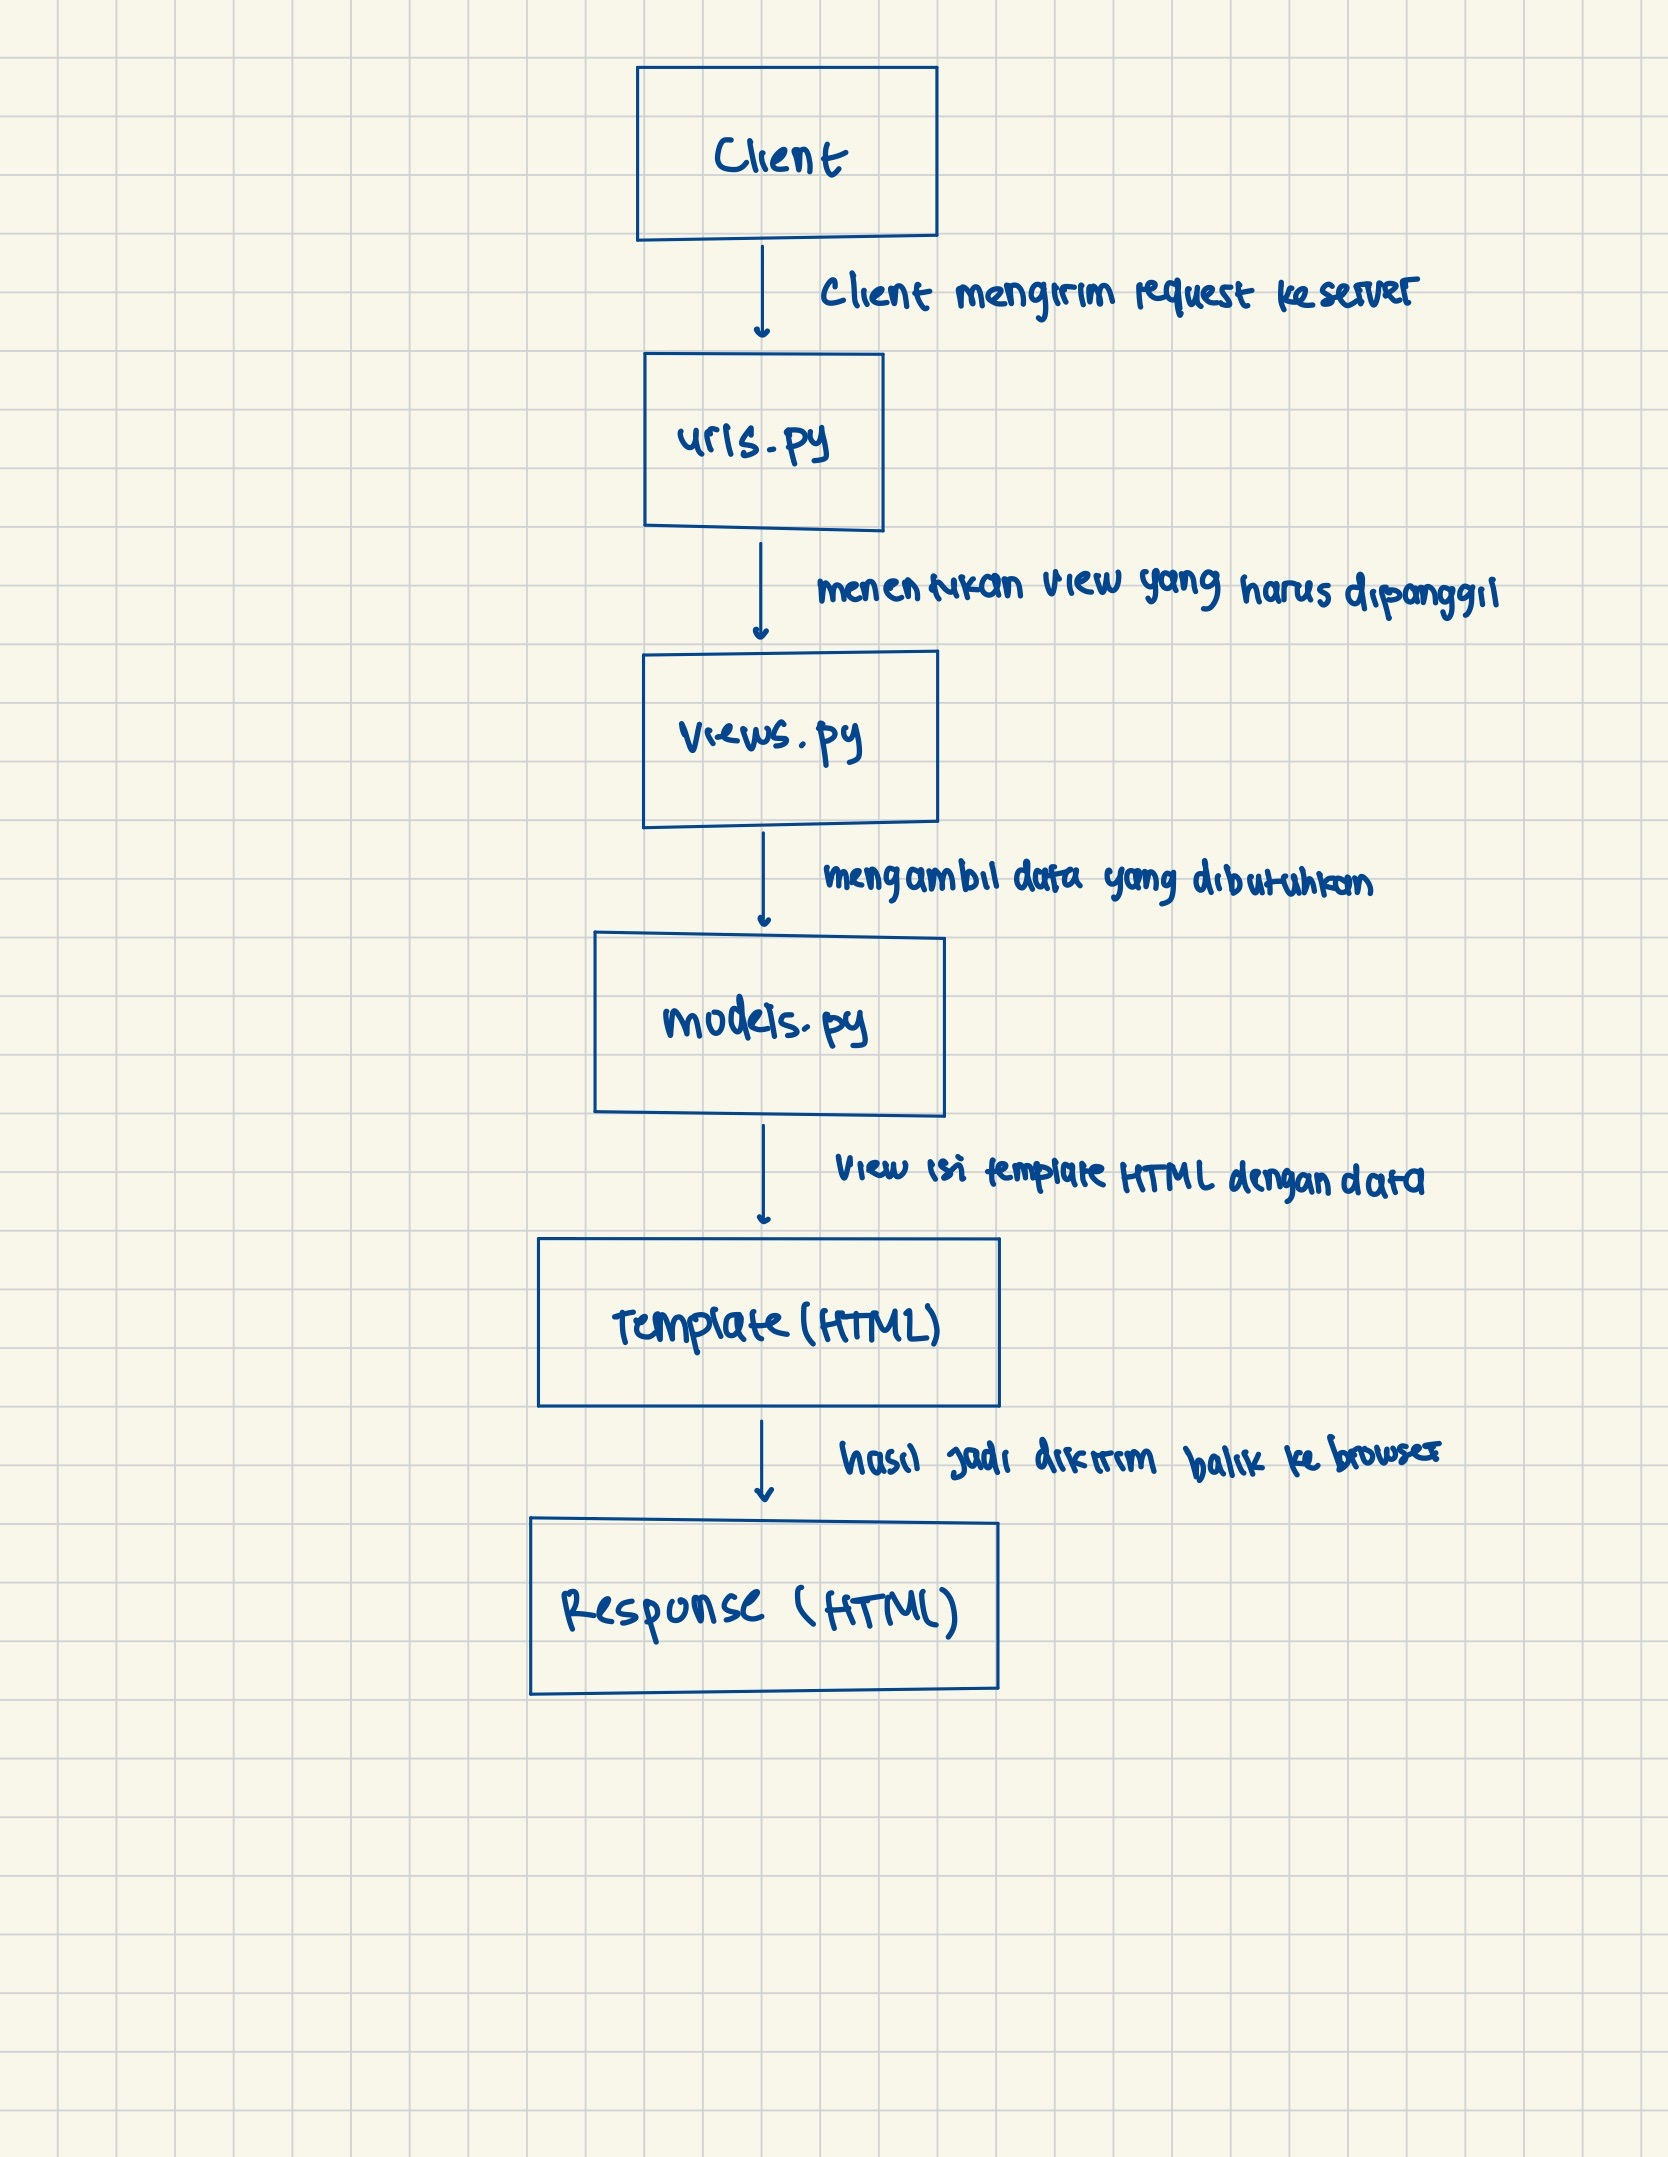 Client
Client mengirim request ke server
urls.py
menentukan view yang harus dipanggil
views.py
mengambil data yang dibutuhkan
models.py
View isi template HTML dengan data
Template (HTML)
hasil jadi dikirim balik ke browser
Response (HTML)